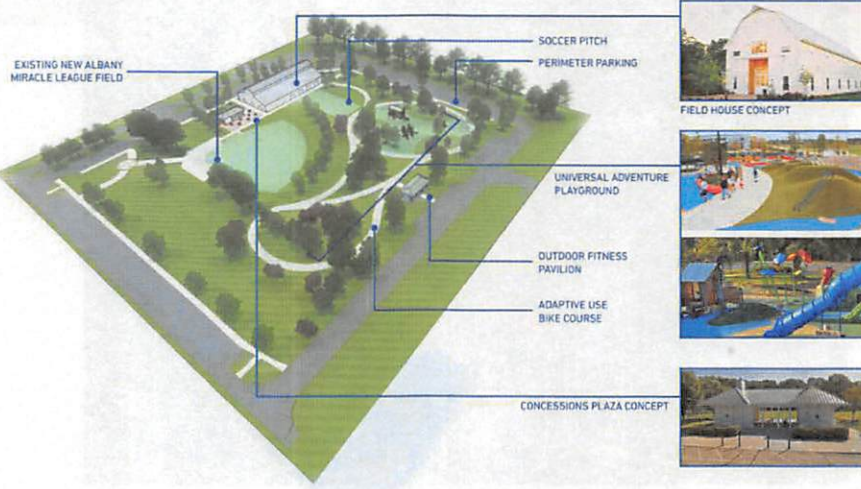 EXISTING NEW ALBANY
MIRACLE LEAGUE FIELD
SOCCER PITCH
PERIMETER PARKING
FIELD HOUSE CONCEPT
UNIVERSAL ADVENTURE
PLAYGROUND
OUTDOOR FITNESS
PAVILION
ADAPTIVE USE
BIKE COURSE
CONCESSIONS PLAZA CONCEPT